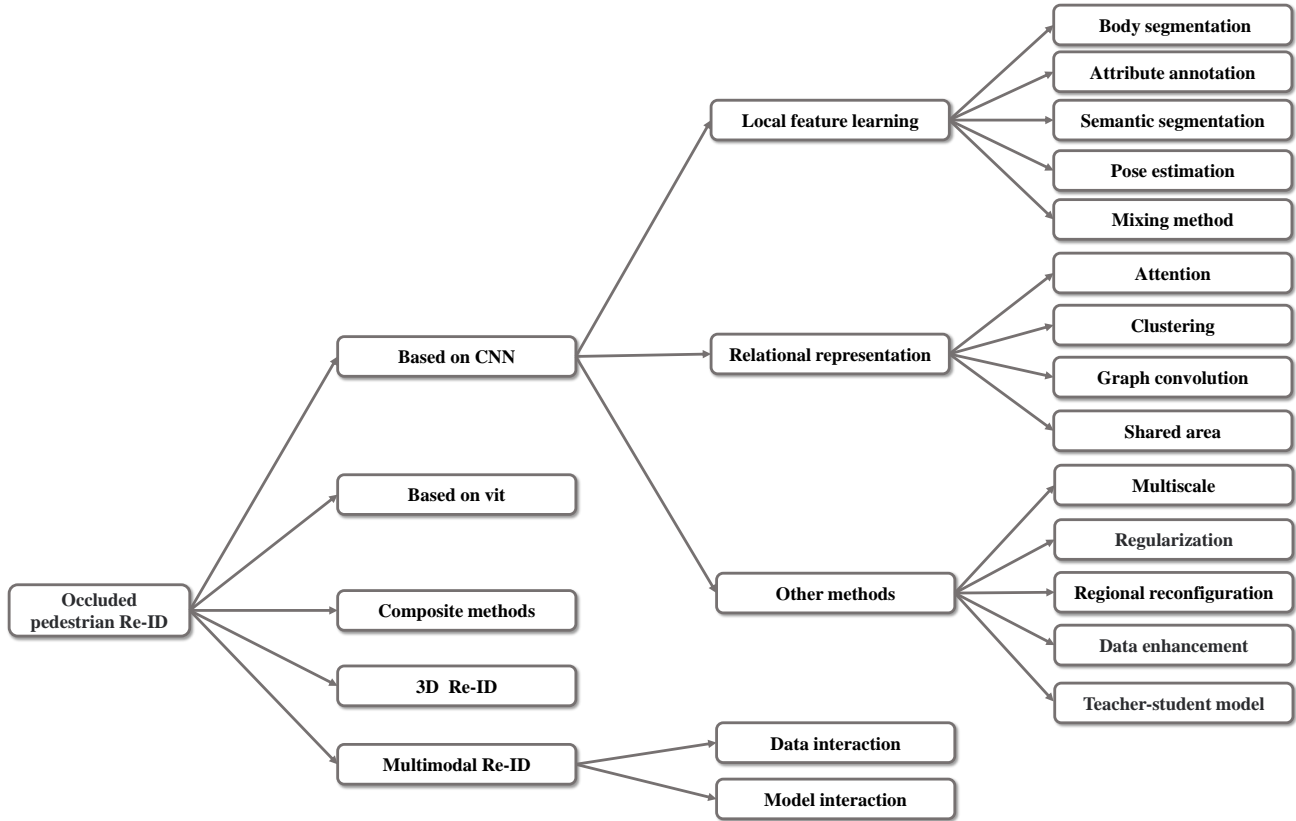 Occluded
pedestrian Re-ID
Based on CNN
Based on vit
Composite methods
3D Re-ID
Multimodal Re-ID
Local feature learning
Relational representation
Other methods
Data interaction
Model interaction
Body segmentation
Attribute annotation
Semantic segmentation
Pose estimation
Mixing method
Attention
Clustering
Graph convolution
Shared area
Multiscale
Regularization
Regional reconfiguration
Data enhancement
Teacher-student model